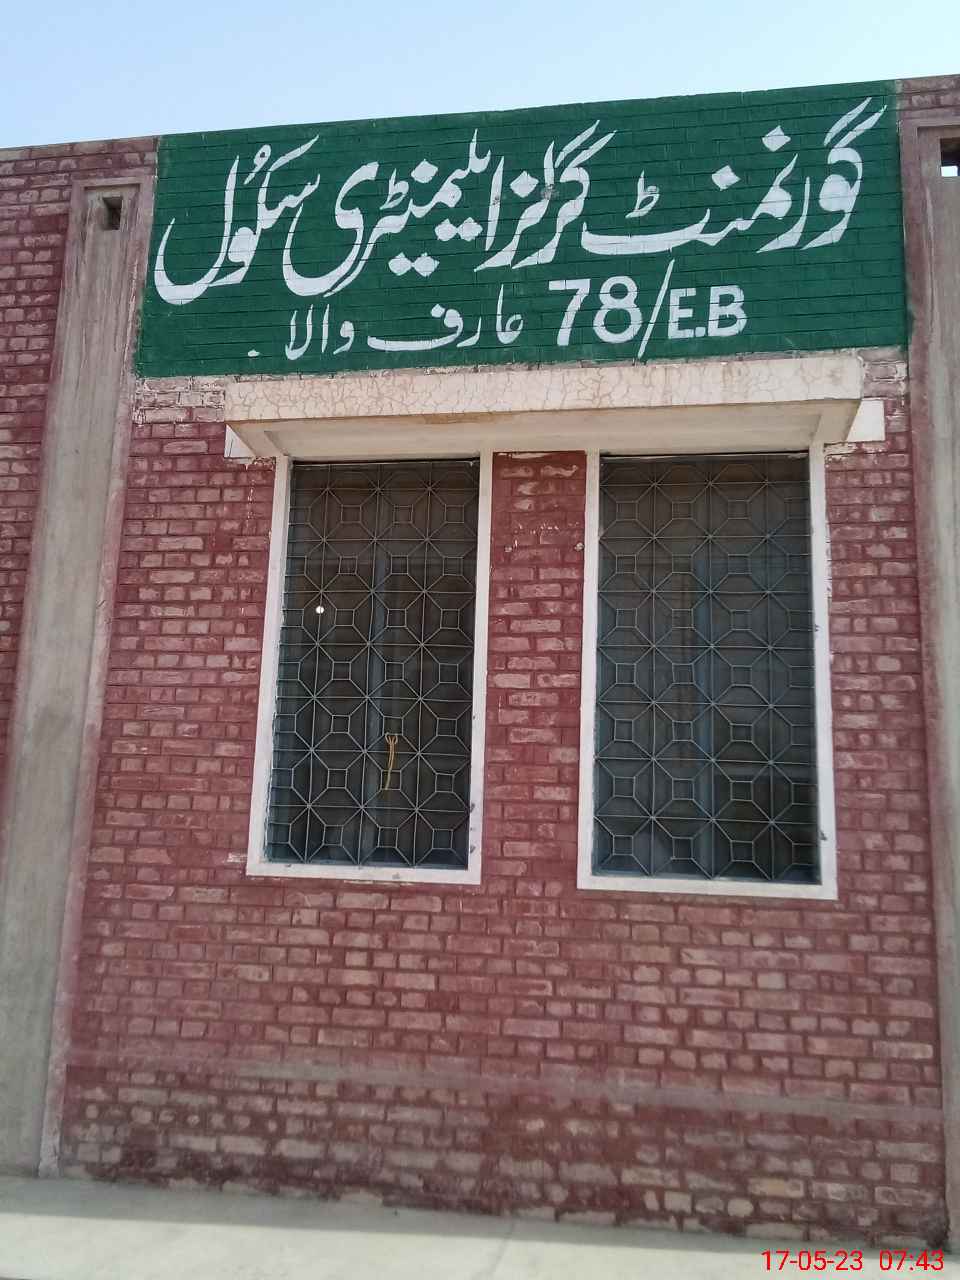 گورنمنٹ گرلز ایلیمنٹری سکول
78/E.B عارف والا
17-05-23 07:43